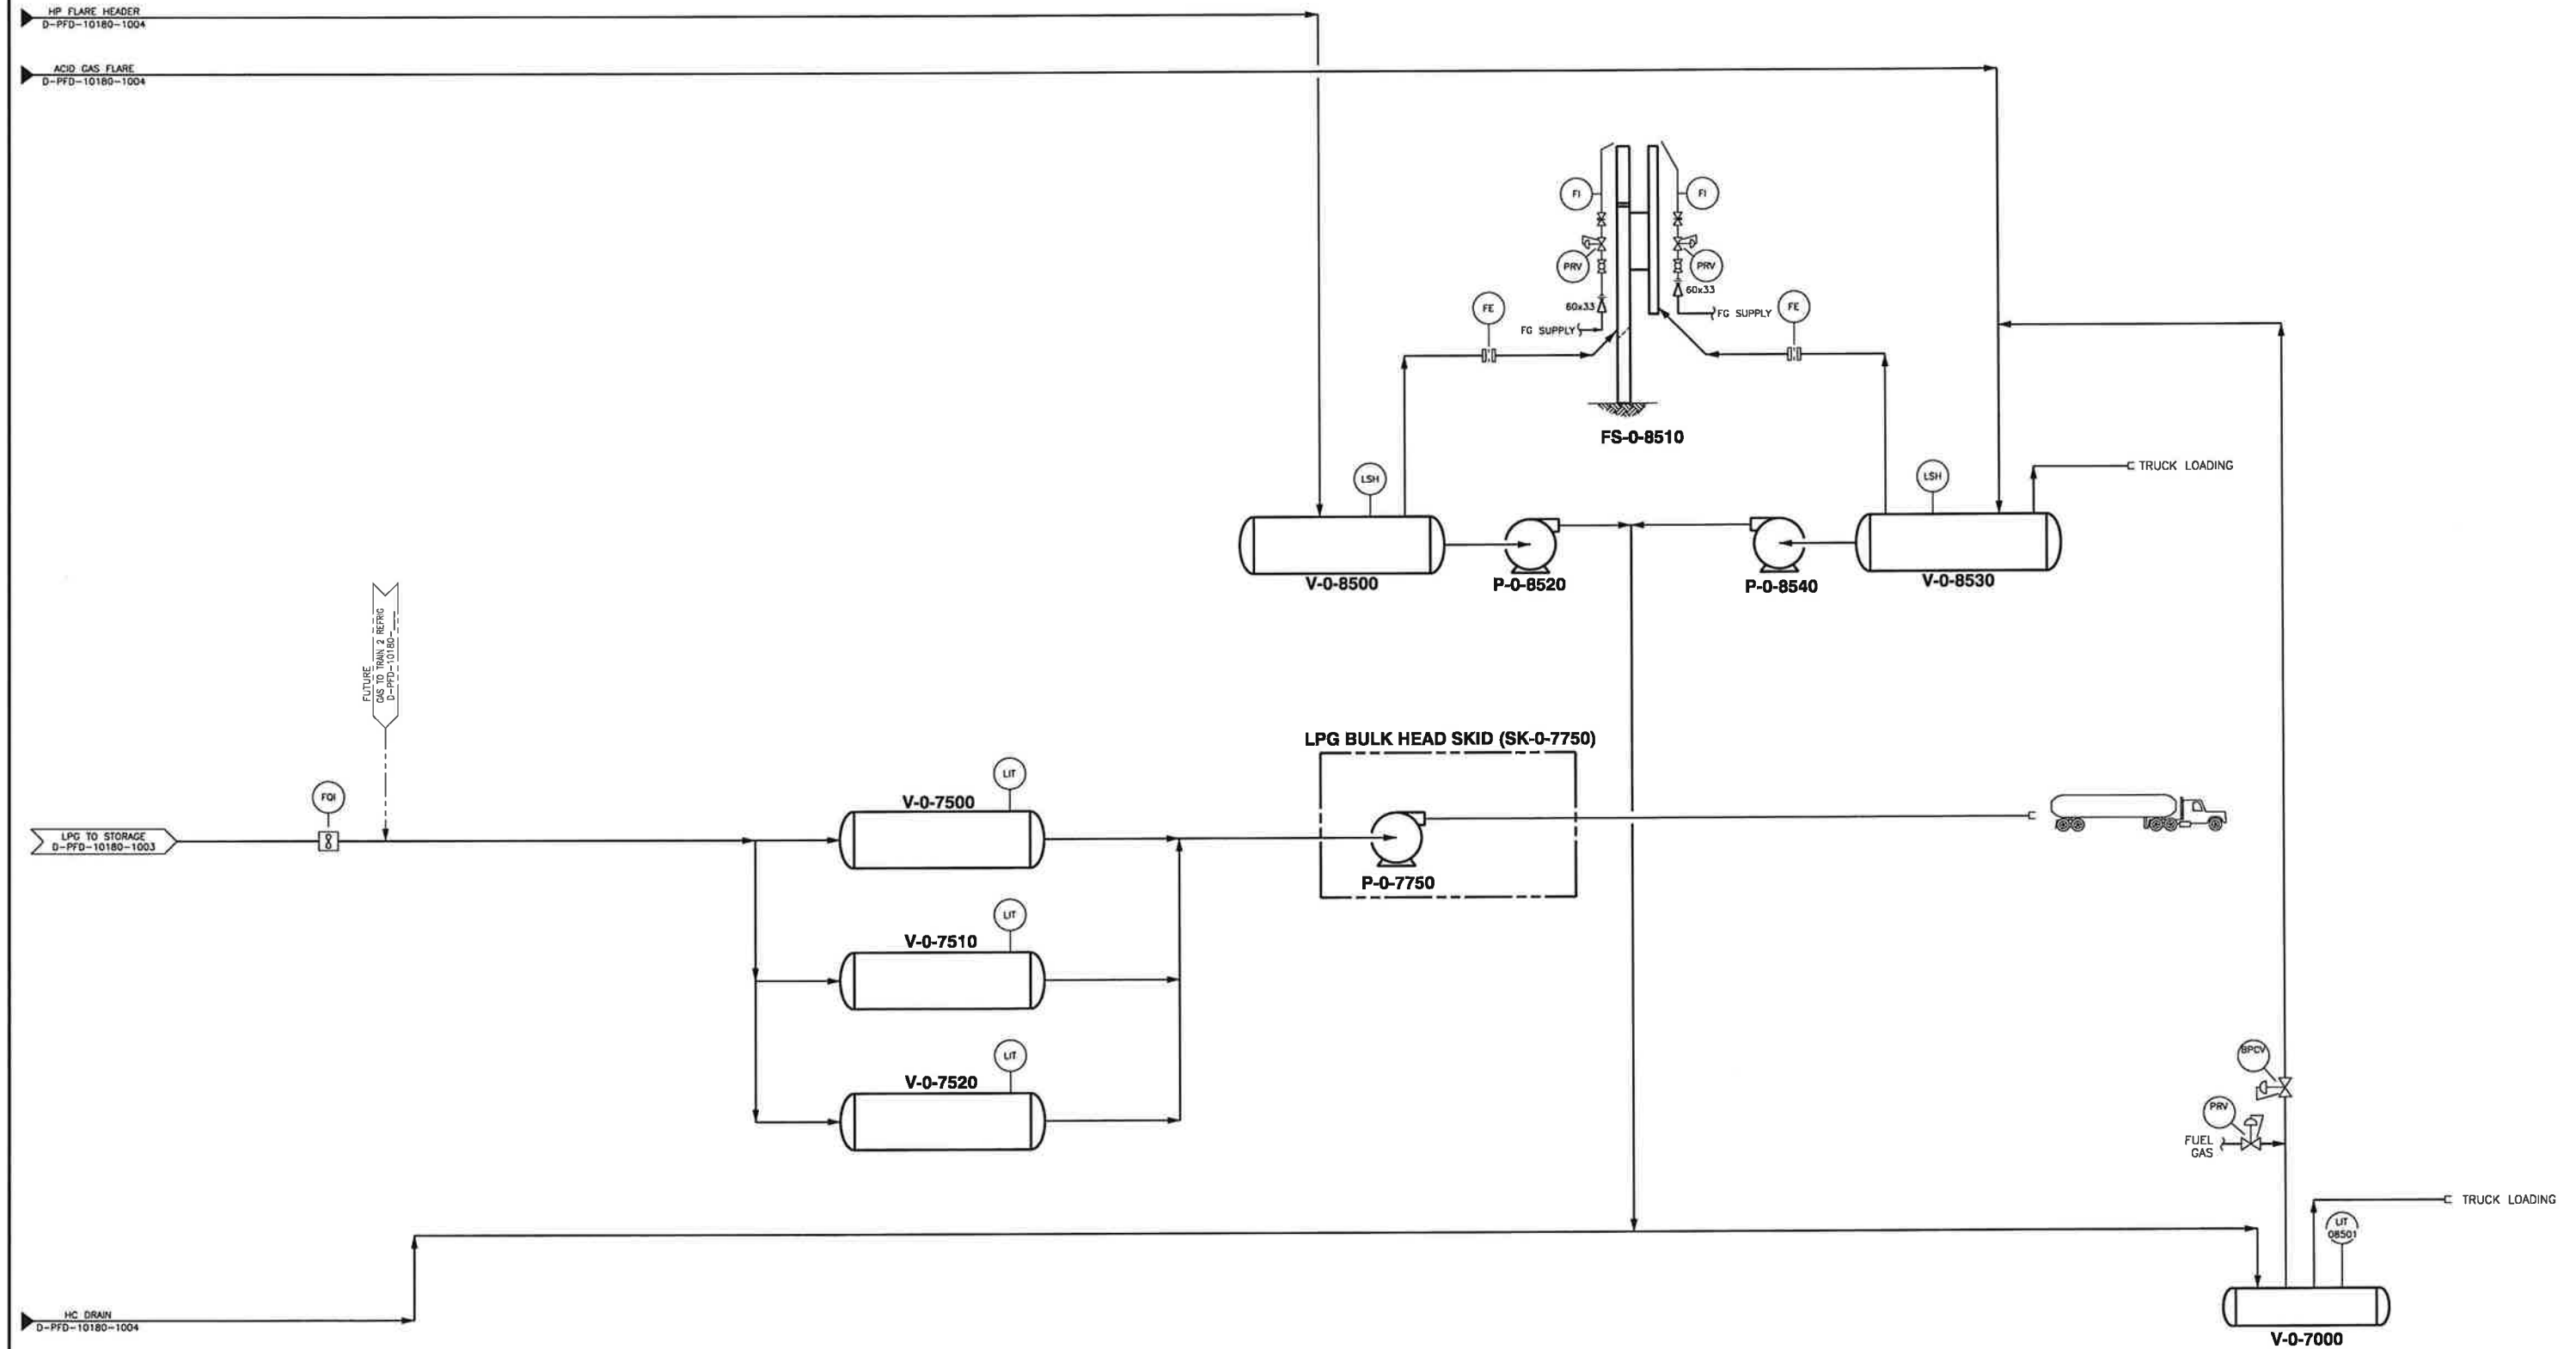 HP FLARE HEADER
D-PFD-10180-1004
ACID GAS FLARE
D-PFD-10180-1004
FI
FI
PRV
PRV
60x33
60x33
FE
FE
FG SUPPLY
FG SUPPLY
FS-0-8510
LSH
LSH
TRUCK LOADING
V-0-8500
P-0-8520
P-0-8540
V-0-8530
FUTURE
GAS TO TRAIN 2 REFRIG
D-PFD-10180-___
LPG BULK HEAD SKID (SK-0-7750)
FQI
LIT
V-0-7500
LPG TO STORAGE
D-PFD-10180-1003
P-0-7750
LIT
V-0-7510
LIT
V-0-7520
BPCV
PRV
FUEL
GAS
TRUCK LOADING
LIT
08501
HC DRAIN
D-PFD-10180-1004
V-0-7000